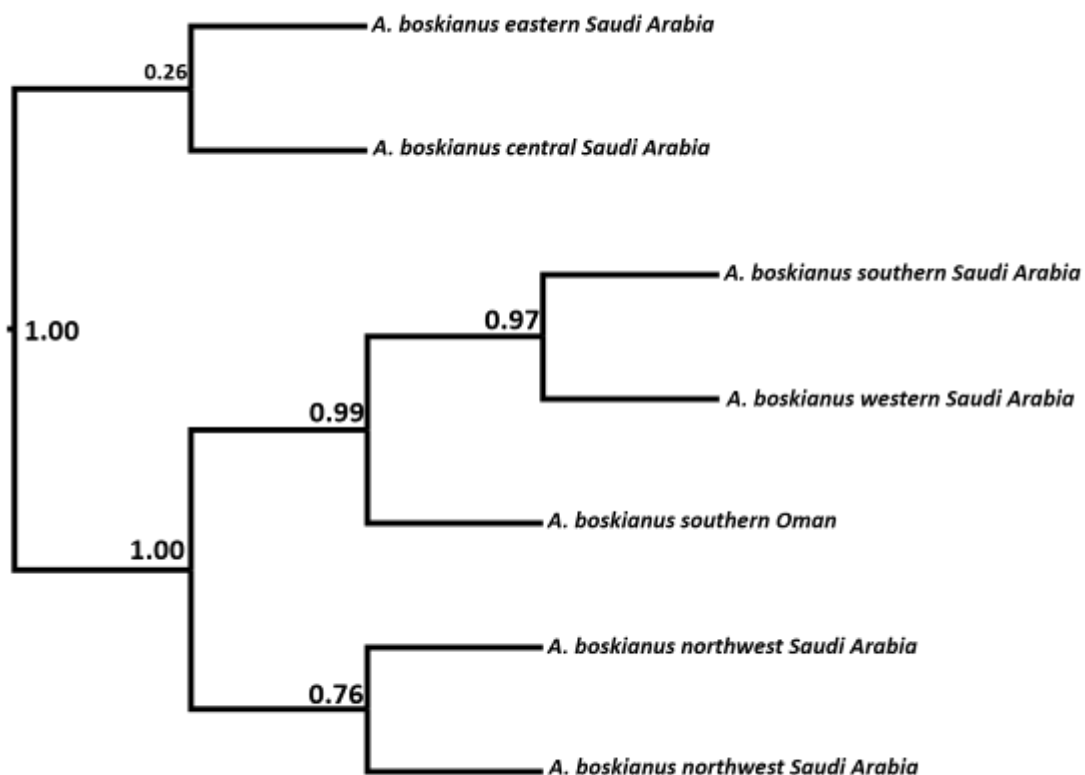 A. boskianus eastern Saudi Arabia
0.26
A. boskianus central Saudi Arabia
A. boskianus southern Saudi Arabia
0.97
1.00
A. boskianus western Saudi Arabia
0.99
A. boskianus southern Oman
1.00
A. boskianus northwest Saudi Arabia
0.76
A. boskianus northwest Saudi Arabia